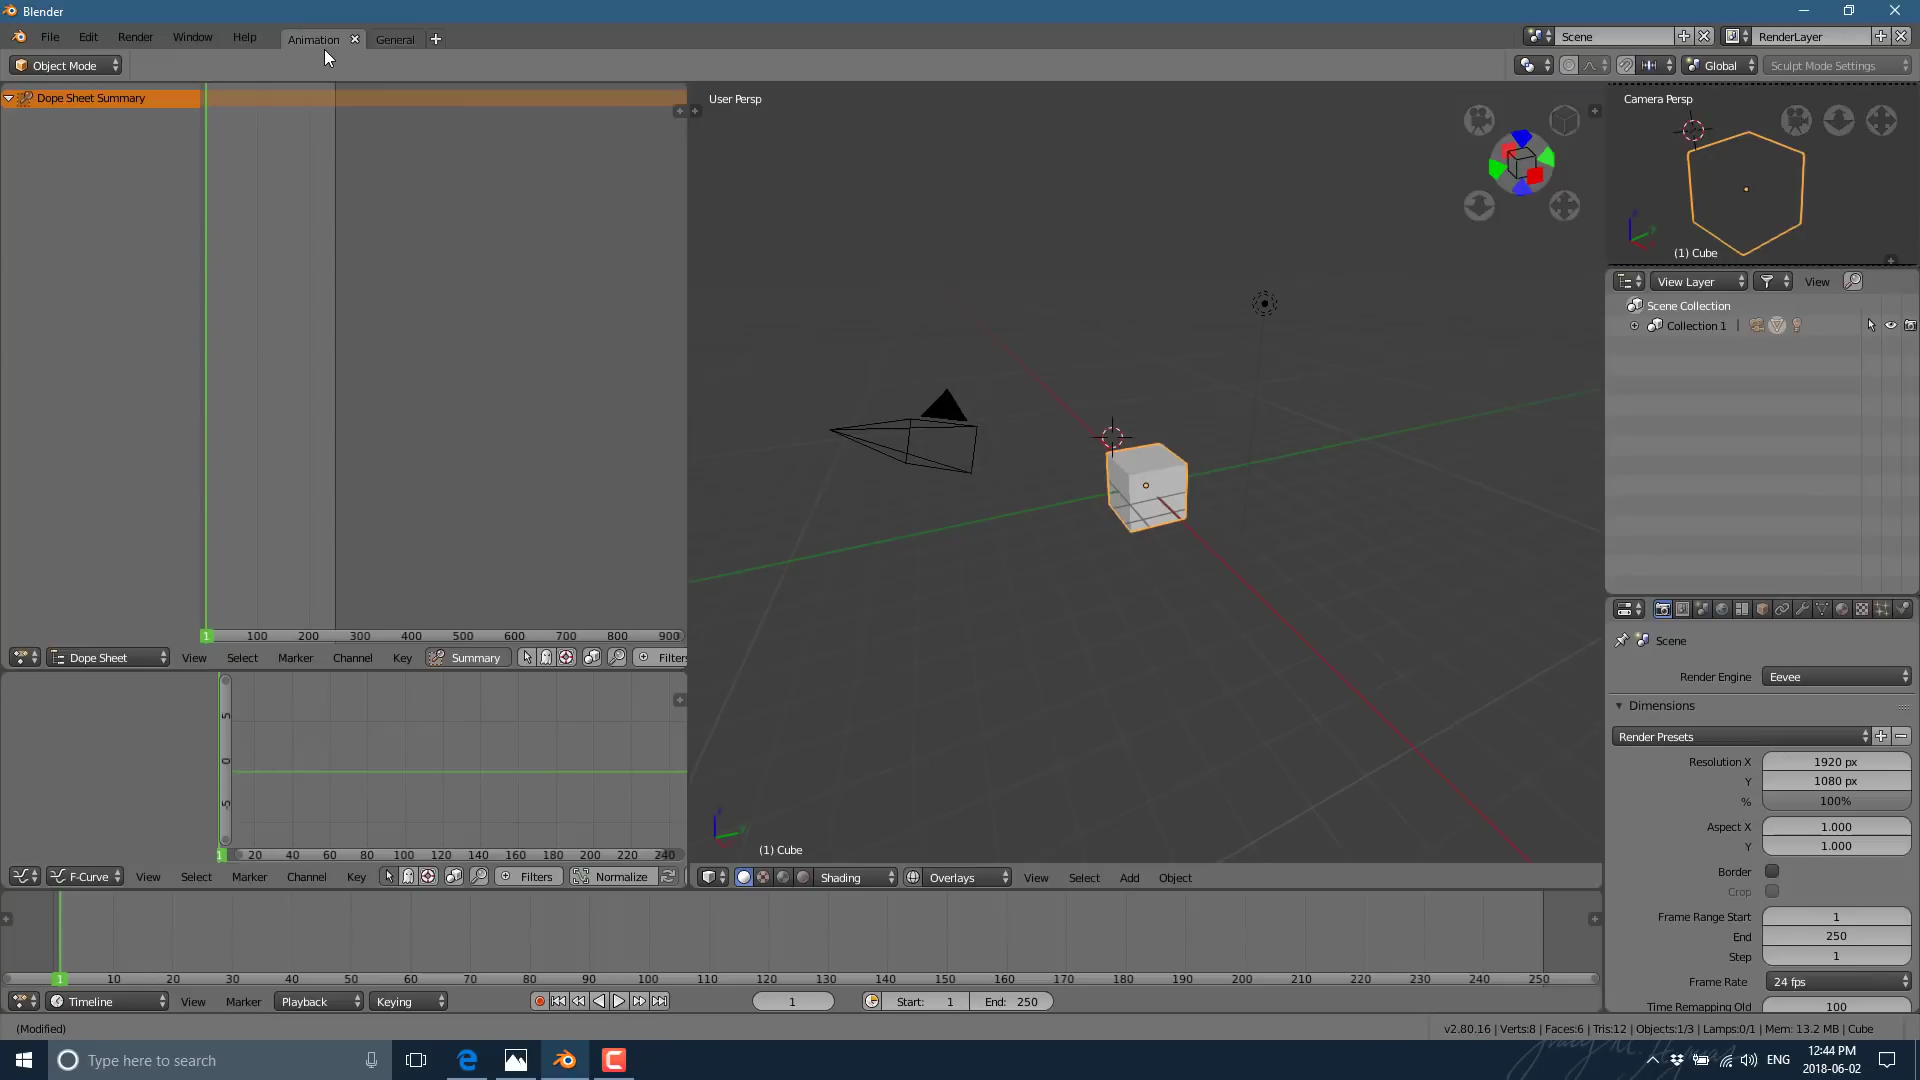 Blender
File Edit Render Window Help Animation General Scene RenderLayer
Object Mode Global Sculpt Mode Settings
Dope Sheet Summary
User Persp
Camera Persp
(1) Cube
View Layer View
Scene Collection
Collection 1
1 100 200 300 400 500 600 700 800 900
Dope Sheet View Select Marker Channel Key Summary Filters
Scene
Render Engine Eevee
Dimensions
Render Presets
Resolution X 1920 px
Y 1080 px
% 100%
Aspect X 1.000
Y 1.000
Border
Crop
Frame Range Start 1
End 250
Step 1
Frame Rate 24 fps
Time Remapping Old 100
5
0
-5
1 20 40 60 80 100 120 140 160 180 200 220 240
F-Curve View Select Marker Channel Key Filters Normalize
(1) Cube
Shading Overlays View Select Add Object
1 10 20 30 40 50 60 70 80 90 100 110 120 130 140 150 160 170 180 190 200 210 220 230 240 250
Timeline View Marker Playback Keying 1 Start: 1 End: 250
(Modified)
v2.80.16 | Verts:8 | Faces:6 | Tris:12 | Objects:1/3 | Lamps:0/1 | Mem: 13.2 MB | Cube
Type here to search
ENG
12:44 PM
2018-06-02